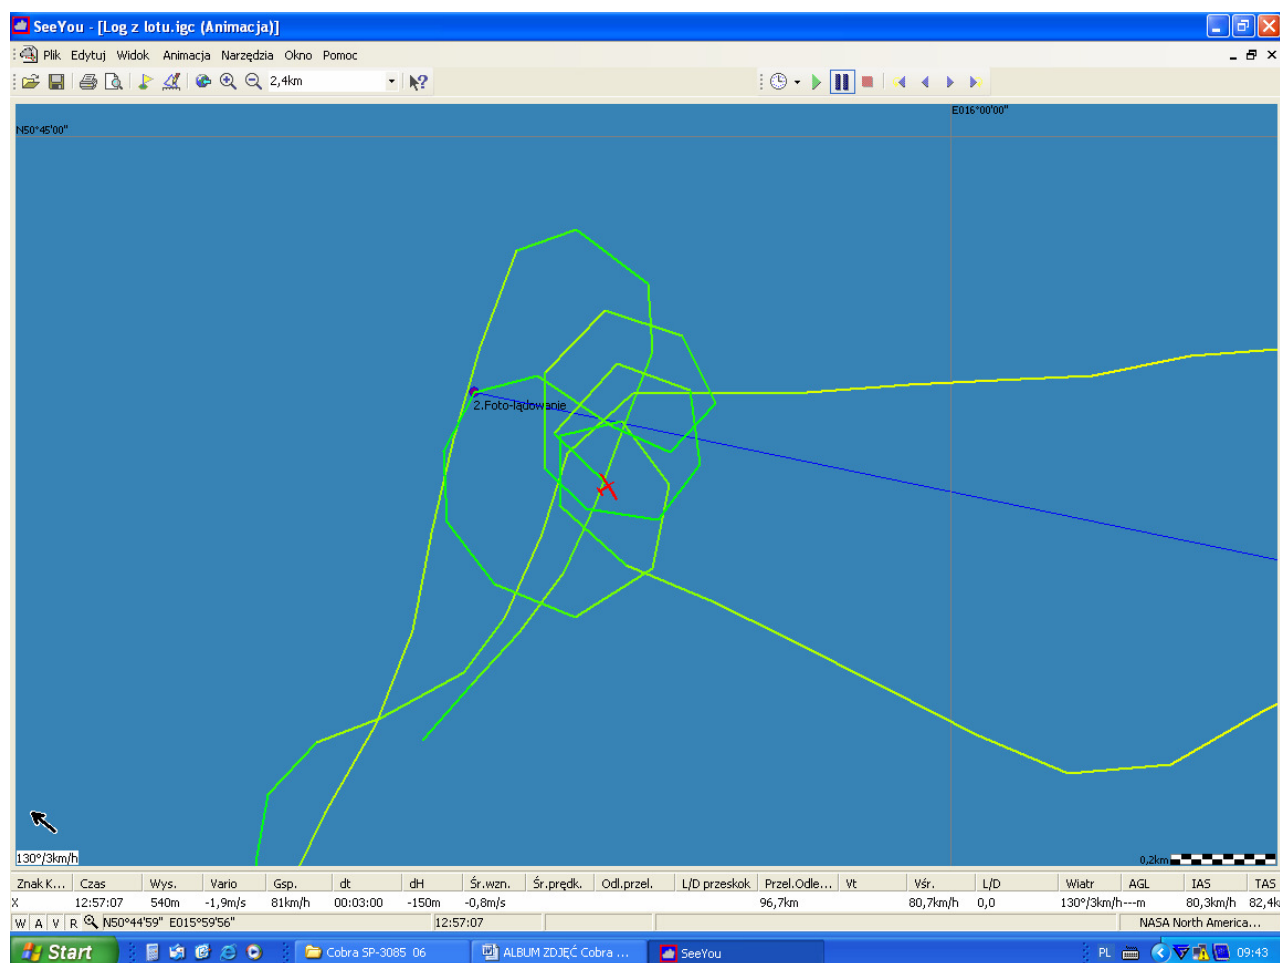 SeeYou - [Log z lotu.igc (Animacja)]
Plik Edytuj Widok Animacja Narzędzia Okno Pomoc
2,4km
E016°00'00"
N50°45'00"
2.Foto-lądowanie
130°/3km/h
0,2km
Znak K... Czas Wys. Vario Gsp. dt dH Śr.wzn. Śr.prędk. Odl.przel. L/D przeskok Przel.Odle... Vt Vśr. L/D Wiatr AGL IAS TAS
X 12:57:07 540m -1,9m/s 81km/h 00:03:00 -150m -0,8m/s 96,7km 80,7km/h 0,0 130°/3km/h ---m 80,3km/h 82,4k
W A V R N50°44'59" E015°59'56" 12:57:07 NASA North America...
Start Cobra SP-3085 06 ALBUM ZDJĘĆ Cobra ... SeeYou PL 09:43